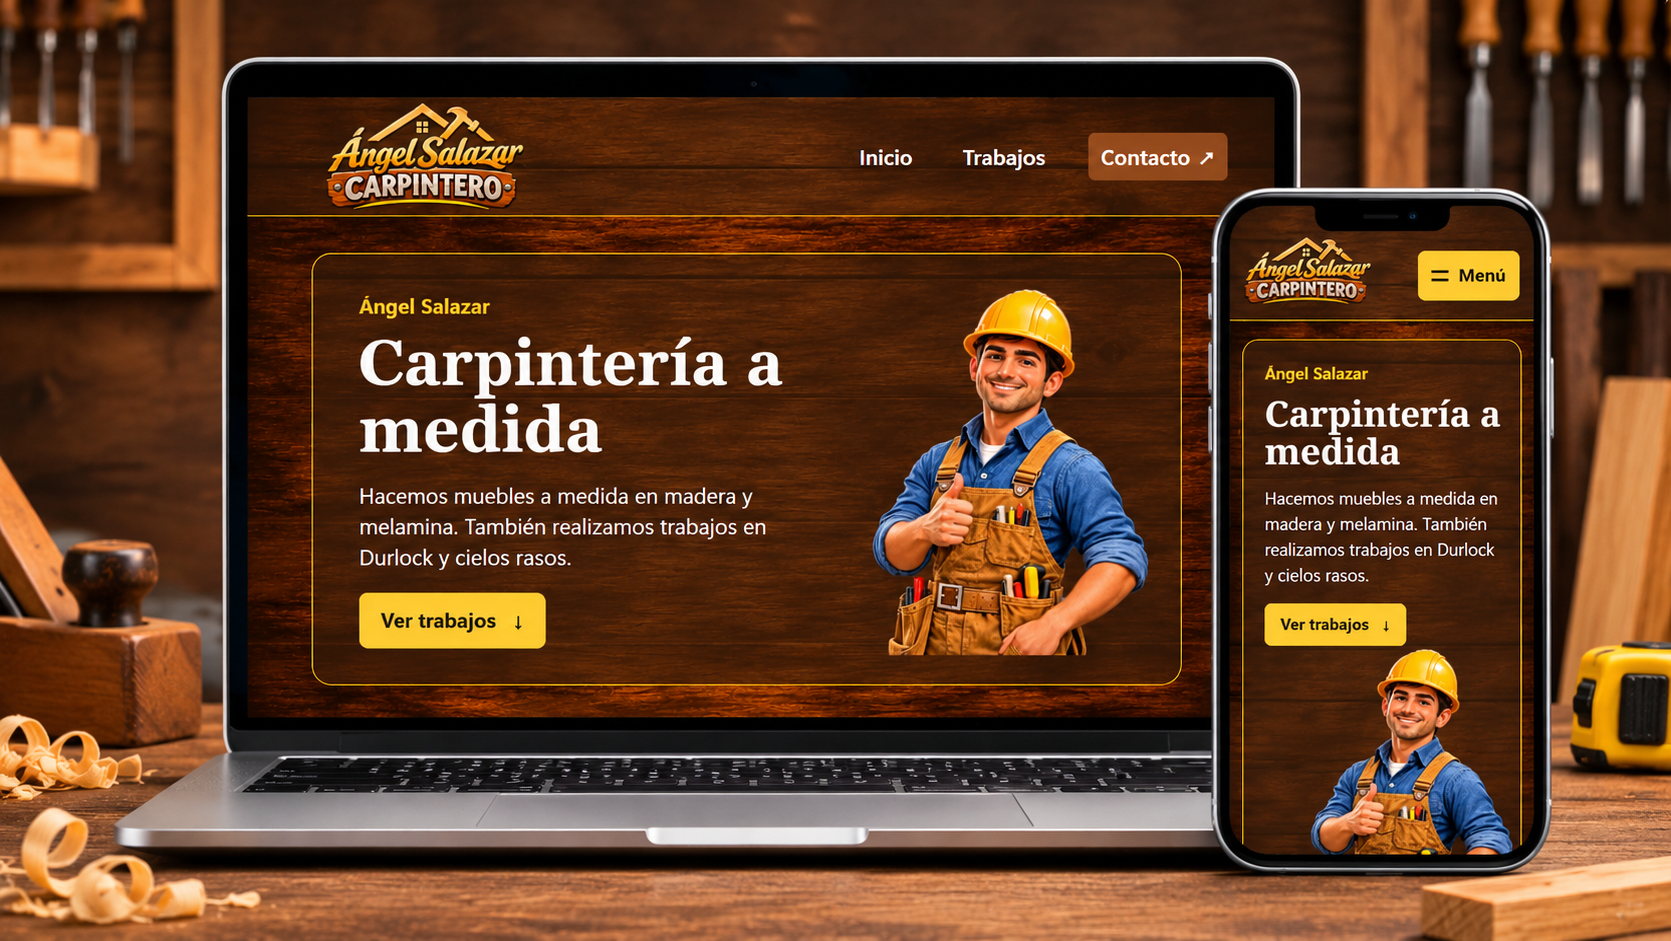 Ángel Salazar
CARPINTERO
Inicio
Trabajos
Contacto ↗
Ángel Salazar
Carpintería a
medida
Hacemos muebles a medida en madera y
melamina. También realizamos trabajos en
Durlock y cielos rasos.
Ver trabajos ↓
Ángel Salazar
CARPINTERO
Menú
Ángel Salazar
Carpintería a
medida
Hacemos muebles a medida en
madera y melamina. También
realizamos trabajos en Durlock
y cielos rasos.
Ver trabajos ↓